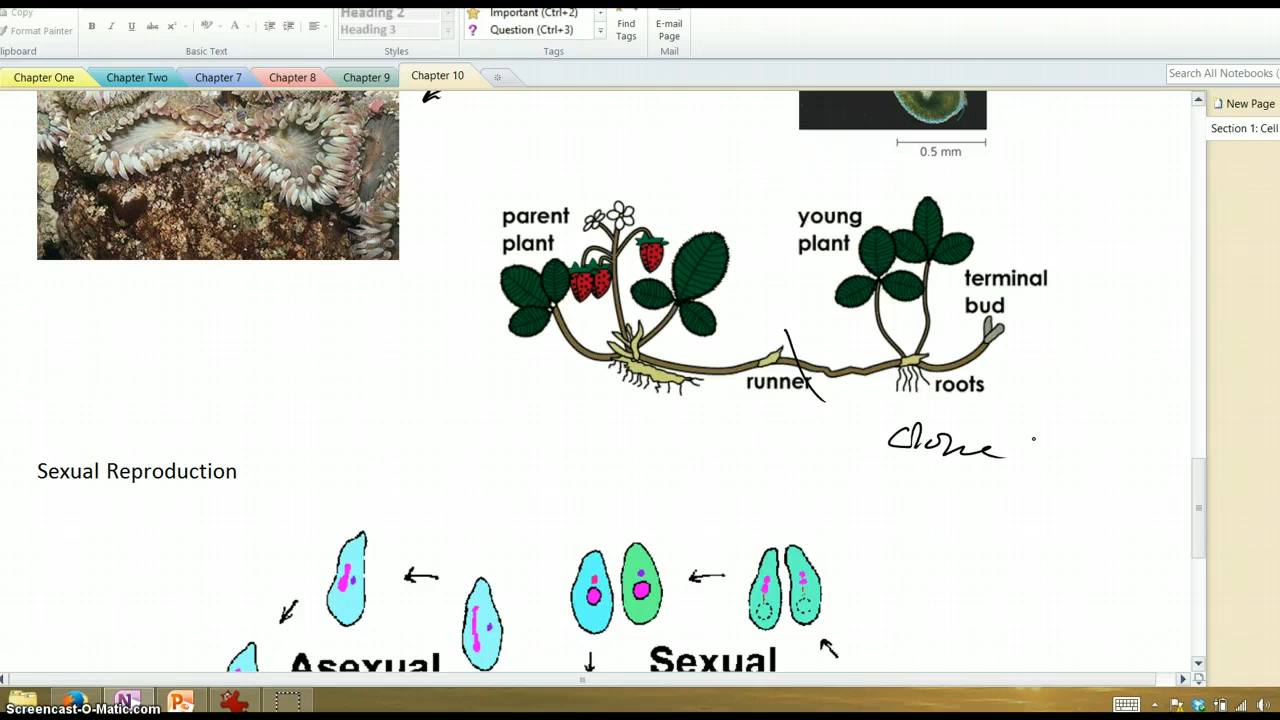 Copy
Heading 2
Important (Ctrl+2)
Format Painter
B I U abc x² ab A
Heading 3
? Question (Ctrl+3)
Find Tags
E-mail Page
lipboard
Basic Text
Styles
Tags
Mail
Chapter One
Chapter Two
Chapter 7
Chapter 8
Chapter 9
Chapter 10
Search All Notebooks (
New Page
Section 1: Cell
0.5 mm
parent plant
young plant
terminal bud
runner
roots
clone
Sexual Reproduction
Asexual
Sexual
Screencast-O-Matic.com